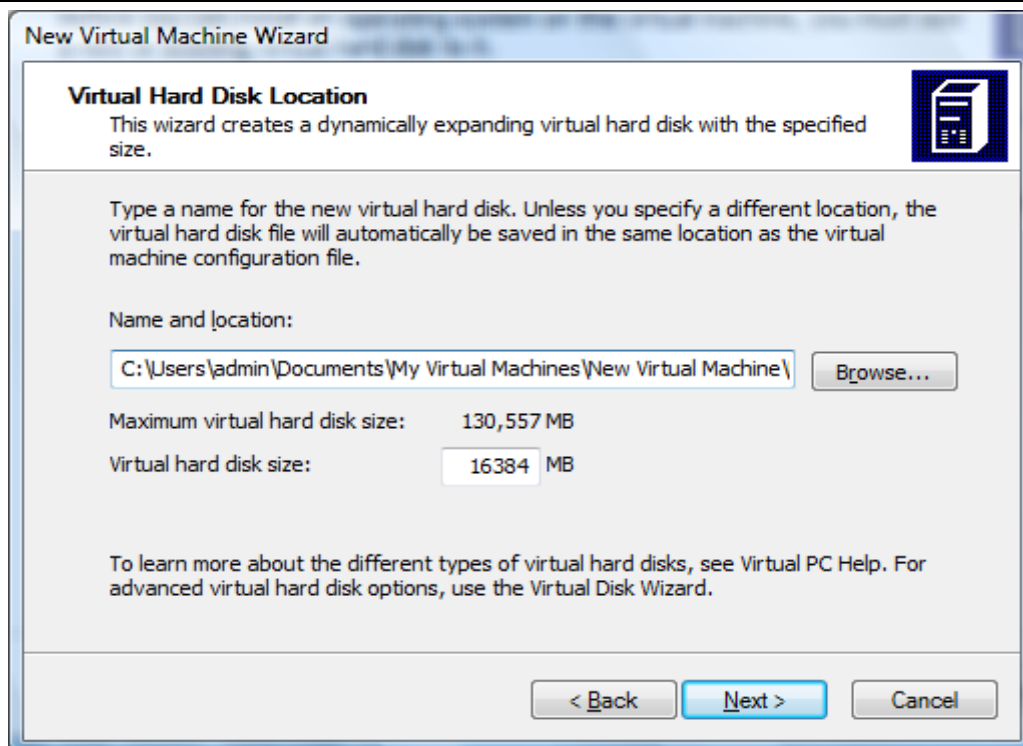 New Virtual Machine Wizard
Virtual Hard Disk Location
This wizard creates a dynamically expanding virtual hard disk with the specified
size.
Type a name for the new virtual hard disk. Unless you specify a different location, the
virtual hard disk file will automatically be saved in the same location as the virtual
machine configuration file.
Name and location:
C:\Users\admin\Documents\My Virtual Machines\New Virtual Machine\
Browse...
Maximum virtual hard disk size: 130,557 MB
Virtual hard disk size: 16384 MB
To learn more about the different types of virtual hard disks, see Virtual PC Help. For
advanced virtual hard disk options, use the Virtual Disk Wizard.
< Back Next > Cancel